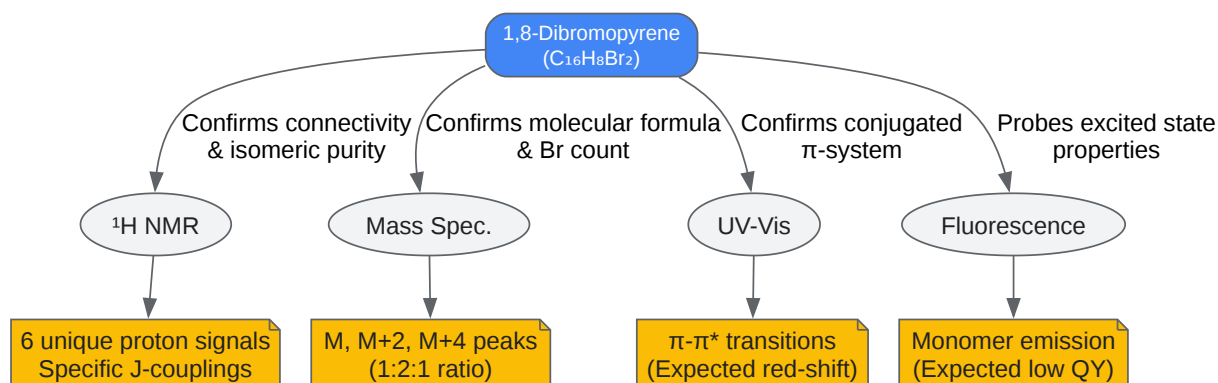 1,8-Dibromopyrene
(C₁₆H₈Br₂)
Confirms connectivity
& isomeric purity
Confirms molecular formula
& Br count
Confirms conjugated
π-system
Probes excited state
properties
¹H NMR
Mass Spec.
UV-Vis
Fluorescence
6 unique proton signals
Specific J-couplings
M, M+2, M+4 peaks
(1:2:1 ratio)
π-π* transitions
(Expected red-shift)
Monomer emission
(Expected low QY)